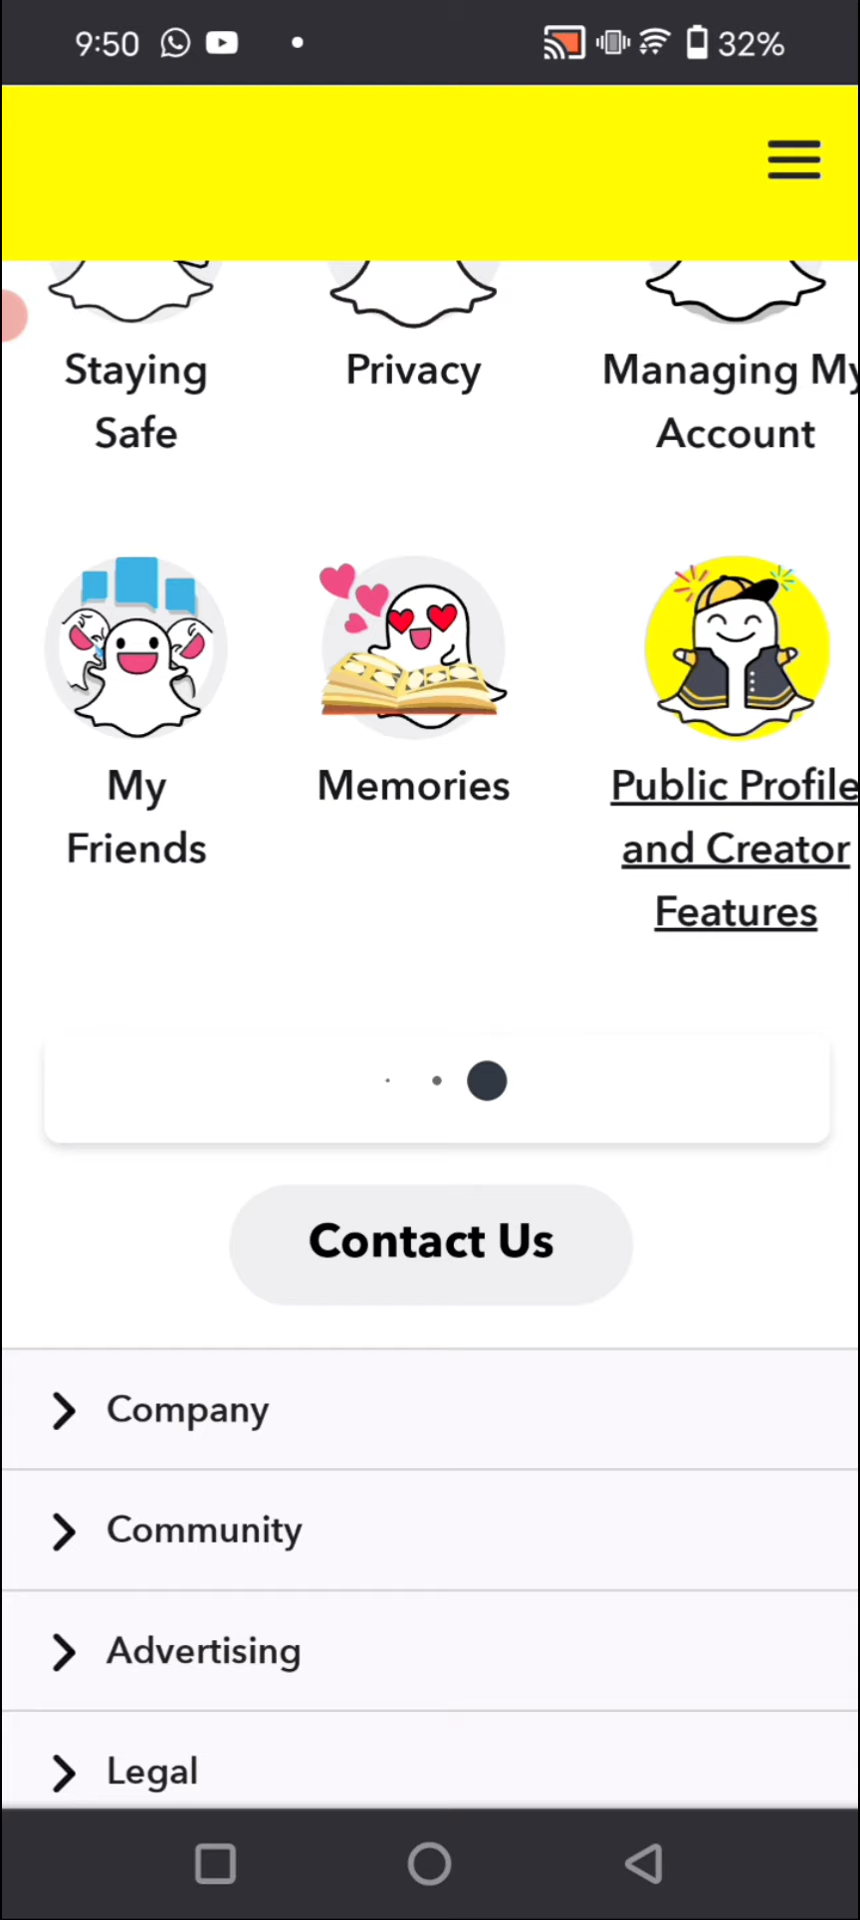 9:50
32%
Staying
Safe
Privacy
Managing My
Account
My
Friends
Memories
Public Profile
and Creator
Features
Contact Us
Company
Community
Advertising
Legal